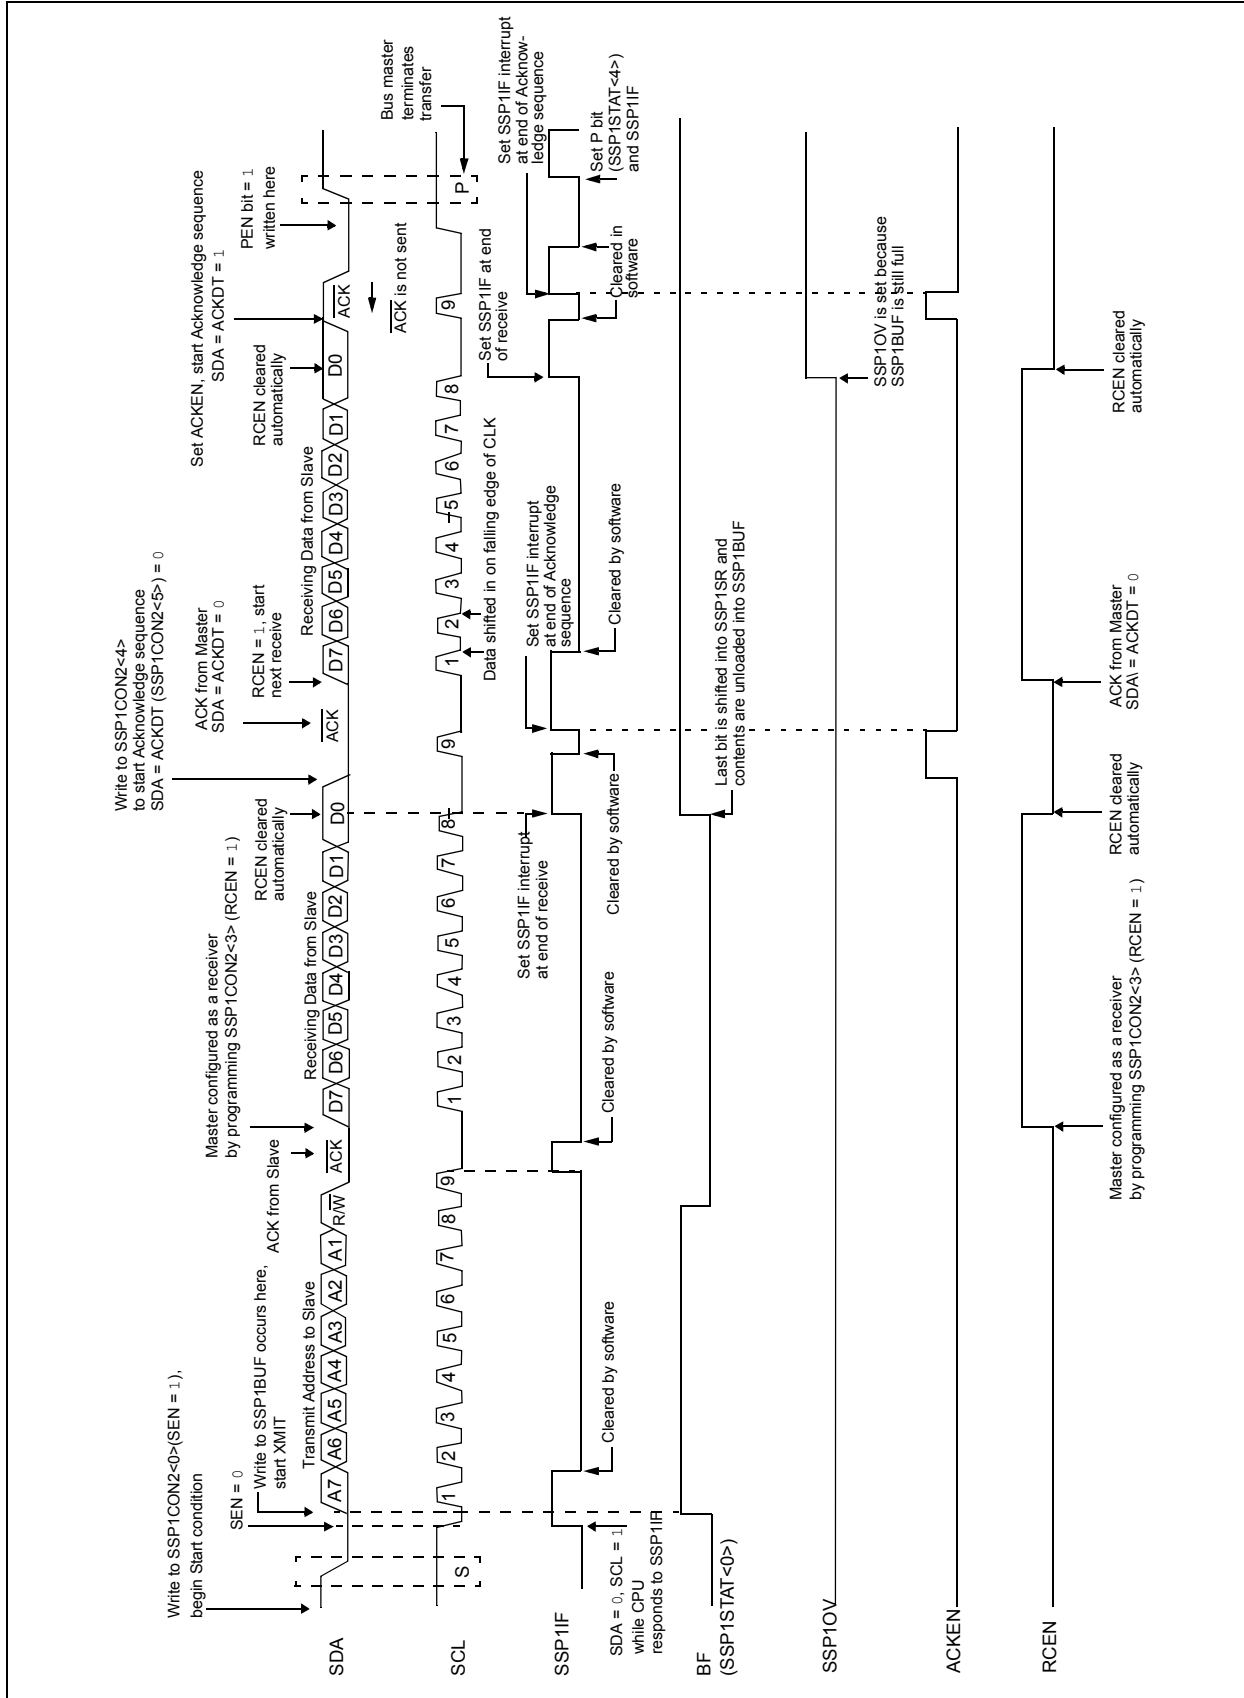 Write to SSP1CON2<0>(SEN = 1),
begin Start condition
SEN = 0
Write to SSP1BUF occurs here,
start XMIT
ACK from Slave
Master configured as a receiver
by programming SSP1CON2<3> (RCEN = 1)
RCEN cleared
automatically
Write to SSP1CON2<4>
to start Acknowledge sequence
SDA = ACKDT (SSP1CON2<5>) = 0
ACK from Master
SDA = ACKDT = 0
RCEN = 1, start
next receive
RCEN cleared
automatically
Set ACKEN, start Acknowledge sequence
SDA = ACKDT = 1
PEN bit = 1
written here
Transmit Address to Slave
Receiving Data from Slave
Receiving Data from Slave
SDA
A7 A6 A5 A4 A3 A2 A1 R/W ACK
D7 D6 D5 D4 D3 D2 D1 D0 ACK
D7 D6 D5 D4 D3 D2 D1 D0 ACK
ACK is not sent
Bus master
terminates
transfer
SCL
S
1 2 3 4 5 6 7 8 9
1 2 3 4 5 6 7 8 9
1 2 3 4 5 6 7 8 9
P
Data shifted in on falling edge of CLK
Set SSP1IF interrupt
at end of receive
Set SSP1IF interrupt
at end of Acknowledge
sequence
Set SSP1IF at end
of receive
Set SSP1IF interrupt
at end of Acknow-
ledge sequence
SSP1IF
SDA = 0, SCL = 1
while CPU
responds to SSP1IF
Cleared by software
Cleared by software
Cleared by software
Cleared by software
Cleared in
software
Set P bit
(SSP1STAT<4>)
and SSP1IF
BF
(SSP1STAT<0>)
Last bit is shifted into SSP1SR and
contents are unloaded into SSP1BUF
SSP1OV
SSP1OV is set because
SSP1BUF is still full
ACKEN
RCEN
Master configured as a receiver
by programming SSP1CON2<3> (RCEN = 1)
RCEN cleared
automatically
ACK from Master
SDA\ = ACKDT = 0
RCEN cleared
automatically